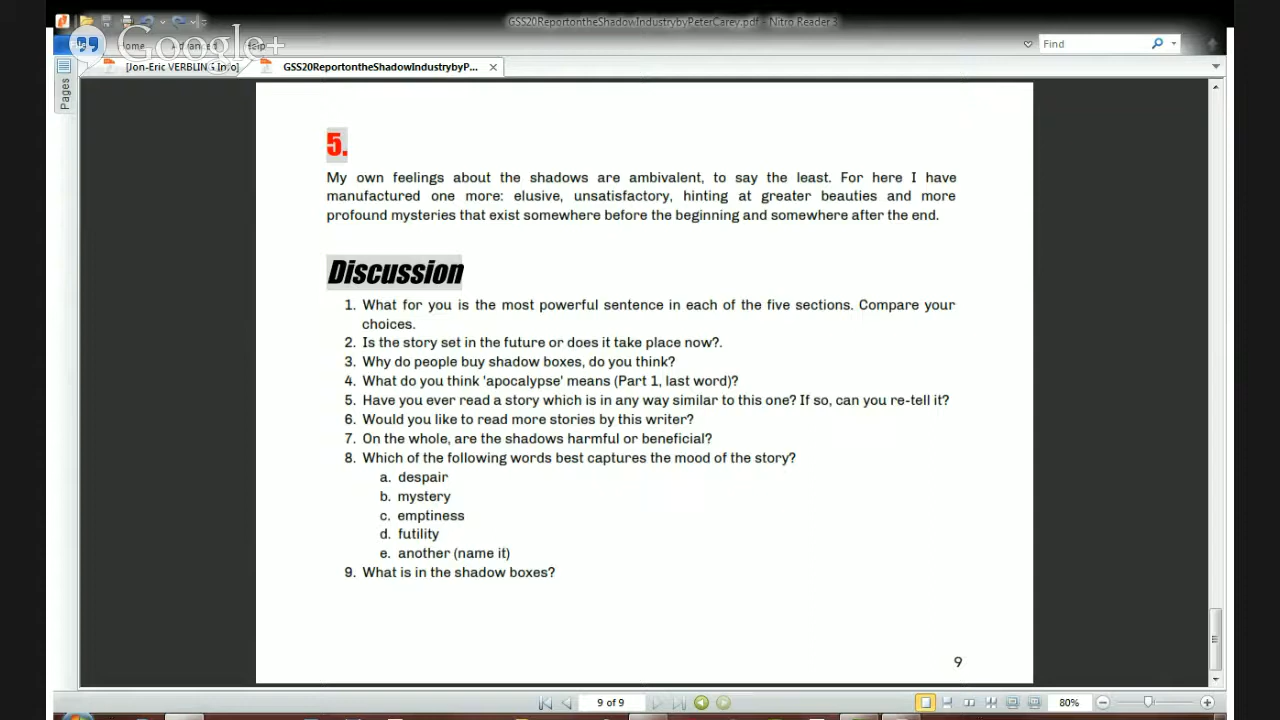 GSS20ReportontheShadowIndustrybyPeterCarey.pdf - Nitro Reader 3
Google+
Home Advanced Help
Find
[Jon-Eric VERBLING Info]
GSS20ReportontheShadowIndustrybyP...
Pages
5.
My own feelings about the shadows are ambivalent, to say the least. For here I have
manufactured one more: elusive, unsatisfactory, hinting at greater beauties and more
profound mysteries that exist somewhere before the beginning and somewhere after the end.
Discussion
1. What for you is the most powerful sentence in each of the five sections. Compare your
choices.
2. Is the story set in the future or does it take place now?.
3. Why do people buy shadow boxes, do you think?
4. What do you think 'apocalypse' means (Part 1, last word)?
5. Have you ever read a story which is in any way similar to this one? If so, can you re-tell it?
6. Would you like to read more stories by this writer?
7. On the whole, are the shadows harmful or beneficial?
8. Which of the following words best captures the mood of the story?
a. despair
b. mystery
c. emptiness
d. futility
e. another (name it)
9. What is in the shadow boxes?
9
9 of 9
80%